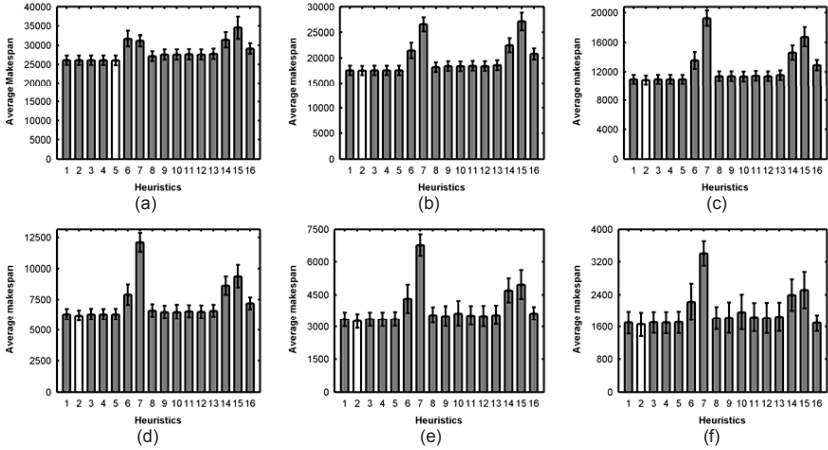 Average Makespan
40000
35000
30000
25000
20000
15000
10000
5000
0
1 2 3 4 5 6 7 8 9 10 11 12 13 14 15 16
Heuristics
(a)
Average makespan
30000
25000
20000
15000
10000
5000
0
1 2 3 4 5 6 7 8 9 10 11 12 13 14 15 16
Heuristics
(b)
Average makespan
20000
16000
12000
8000
4000
0
1 2 3 4 5 6 7 8 9 10 11 12 13 14 15 16
Heuristics
(c)
Average makespan
12500
10000
7500
5000
2500
0
1 2 3 4 5 6 7 8 9 10 11 12 13 14 15 16
Heuristics
(d)
Average makespan
7500
6000
4500
3000
1500
0
1 2 3 4 5 6 7 8 9 10 11 12 13 14 15 16
Heuristics
(e)
Average makespan
4000
3200
2400
1600
800
0
1 2 3 4 5 6 7 8 9 10 11 12 13 14 15 16
Heuristics
(f)